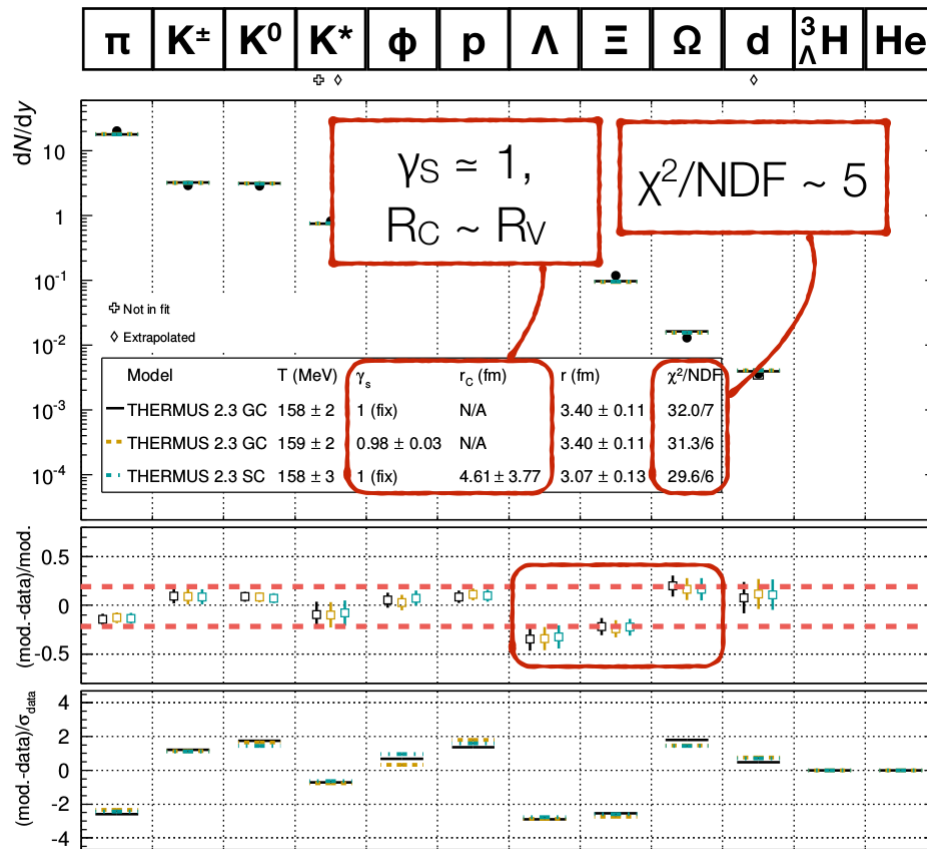 π K± K⁰ K* ϕ p Λ Ξ Ω d ³ΛH He
dN/dy
10
1
10⁻¹
10⁻²
10⁻³
10⁻⁴
γS ≃ 1,
RC ~ RV
χ²/NDF ~ 5
Not in fit
Extrapolated
Model T (MeV) γs rC (fm) r (fm) χ²/NDF
THERMUS 2.3 GC 158 ± 2 1 (fix) N/A 3.40 ± 0.11 32.0/7
THERMUS 2.3 GC 159 ± 2 0.98 ± 0.03 N/A 3.40 ± 0.11 31.3/6
THERMUS 2.3 SC 158 ± 3 1 (fix) 4.61 ± 3.77 3.07 ± 0.13 29.6/6
(mod.-data)/mod.
0.5
0
-0.5
(mod.-data)/σdata
4
2
0
-2
-4